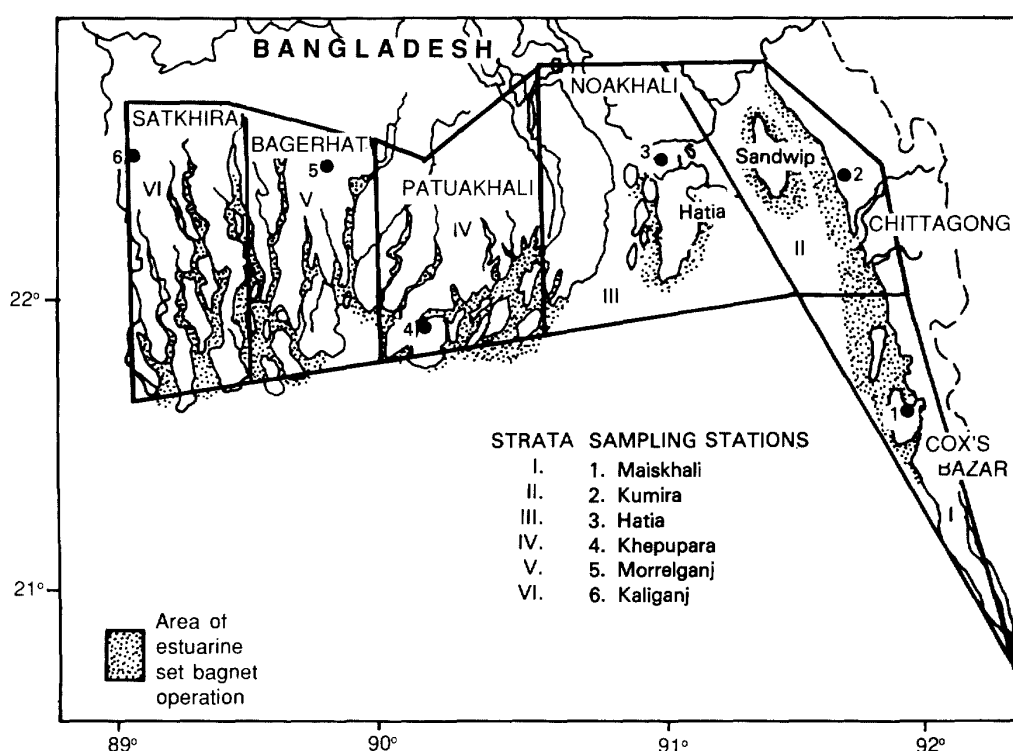 BANGLADESH
NOAKHALI
SATKHIRA
BAGERHAT
PATUAKHALI
Sandwip
Hatia
CHITTAGONG
COX'S
BAZAR
6
5
3
2
4
1
VI
V
IV
III
II
I
22°
21°
STRATA SAMPLING STATIONS
I. 1. Maiskhali
II. 2. Kumira
III. 3. Hatia
IV. 4. Khepupara
V. 5. Morrelganj
VI. 6. Kaliganj
Area of
estuarine
set bagnet
operation
89° 90° 91° 92°